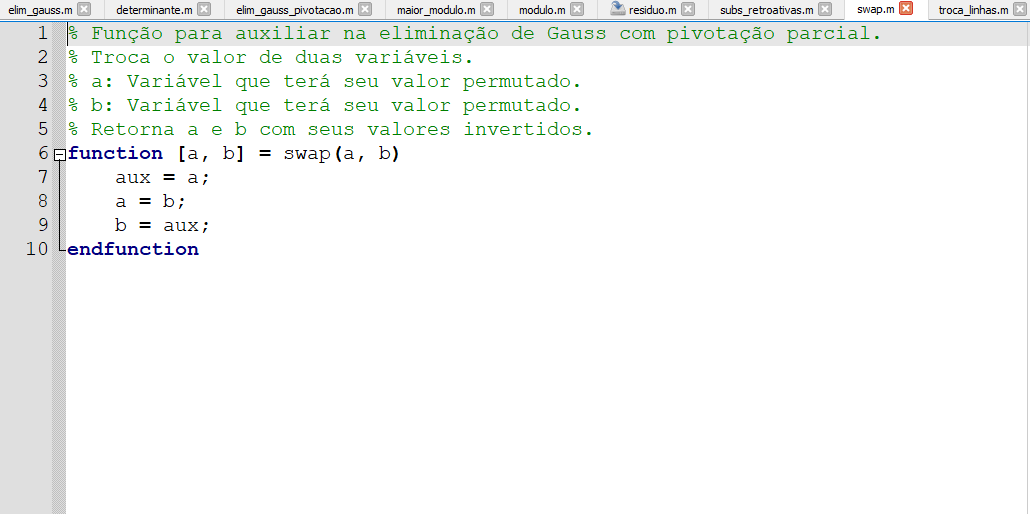 elim_gauss.m determinante.m elim_gauss_pivotacao.m maior_modulo.m modulo.m residuo.m subs_retroativas.m swap.m troca_linhas.m
1 % Função para auxiliar na eliminação de Gauss com pivotação parcial.
2 % Troca o valor de duas variáveis.
3 % a: Variável que terá seu valor permutado.
4 % b: Variável que terá seu valor permutado.
5 % Retorna a e b com seus valores invertidos.
6 function [a, b] = swap(a, b)
7 aux = a;
8 a = b;
9 b = aux;
10 endfunction